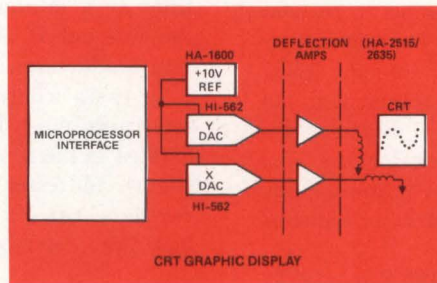 DEFLECTION (HA-2515/
AMPS 2635)
HA-1600
+10V
REF
HI-562
CRT
MICROPROCESSOR
INTERFACE
Y
DAC
X
DAC
HI-562
CRT GRAPHIC DISPLAY